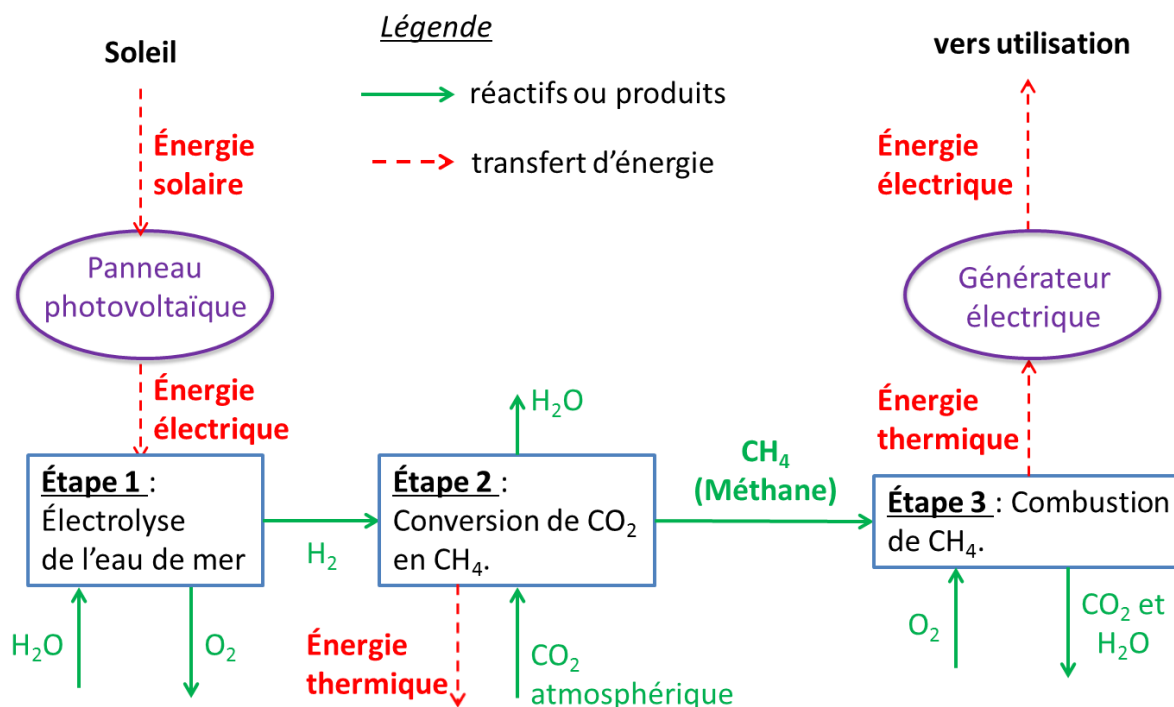 Légende
réactifs ou produits
transfert d’énergie
Soleil
Énergie
solaire
Panneau
photovoltaïque
Énergie
électrique
Étape 1 :
Électrolyse
de l’eau de mer
H₂O
O₂
H₂
Étape 2 :
Conversion de CO₂
en CH₄.
H₂O
Énergie
thermique
CO₂
atmosphérique
CH₄
(Méthane)
Étape 3 : Combustion
de CH₄.
O₂
CO₂ et
H₂O
Énergie
thermique
Générateur
électrique
Énergie
électrique
vers utilisation